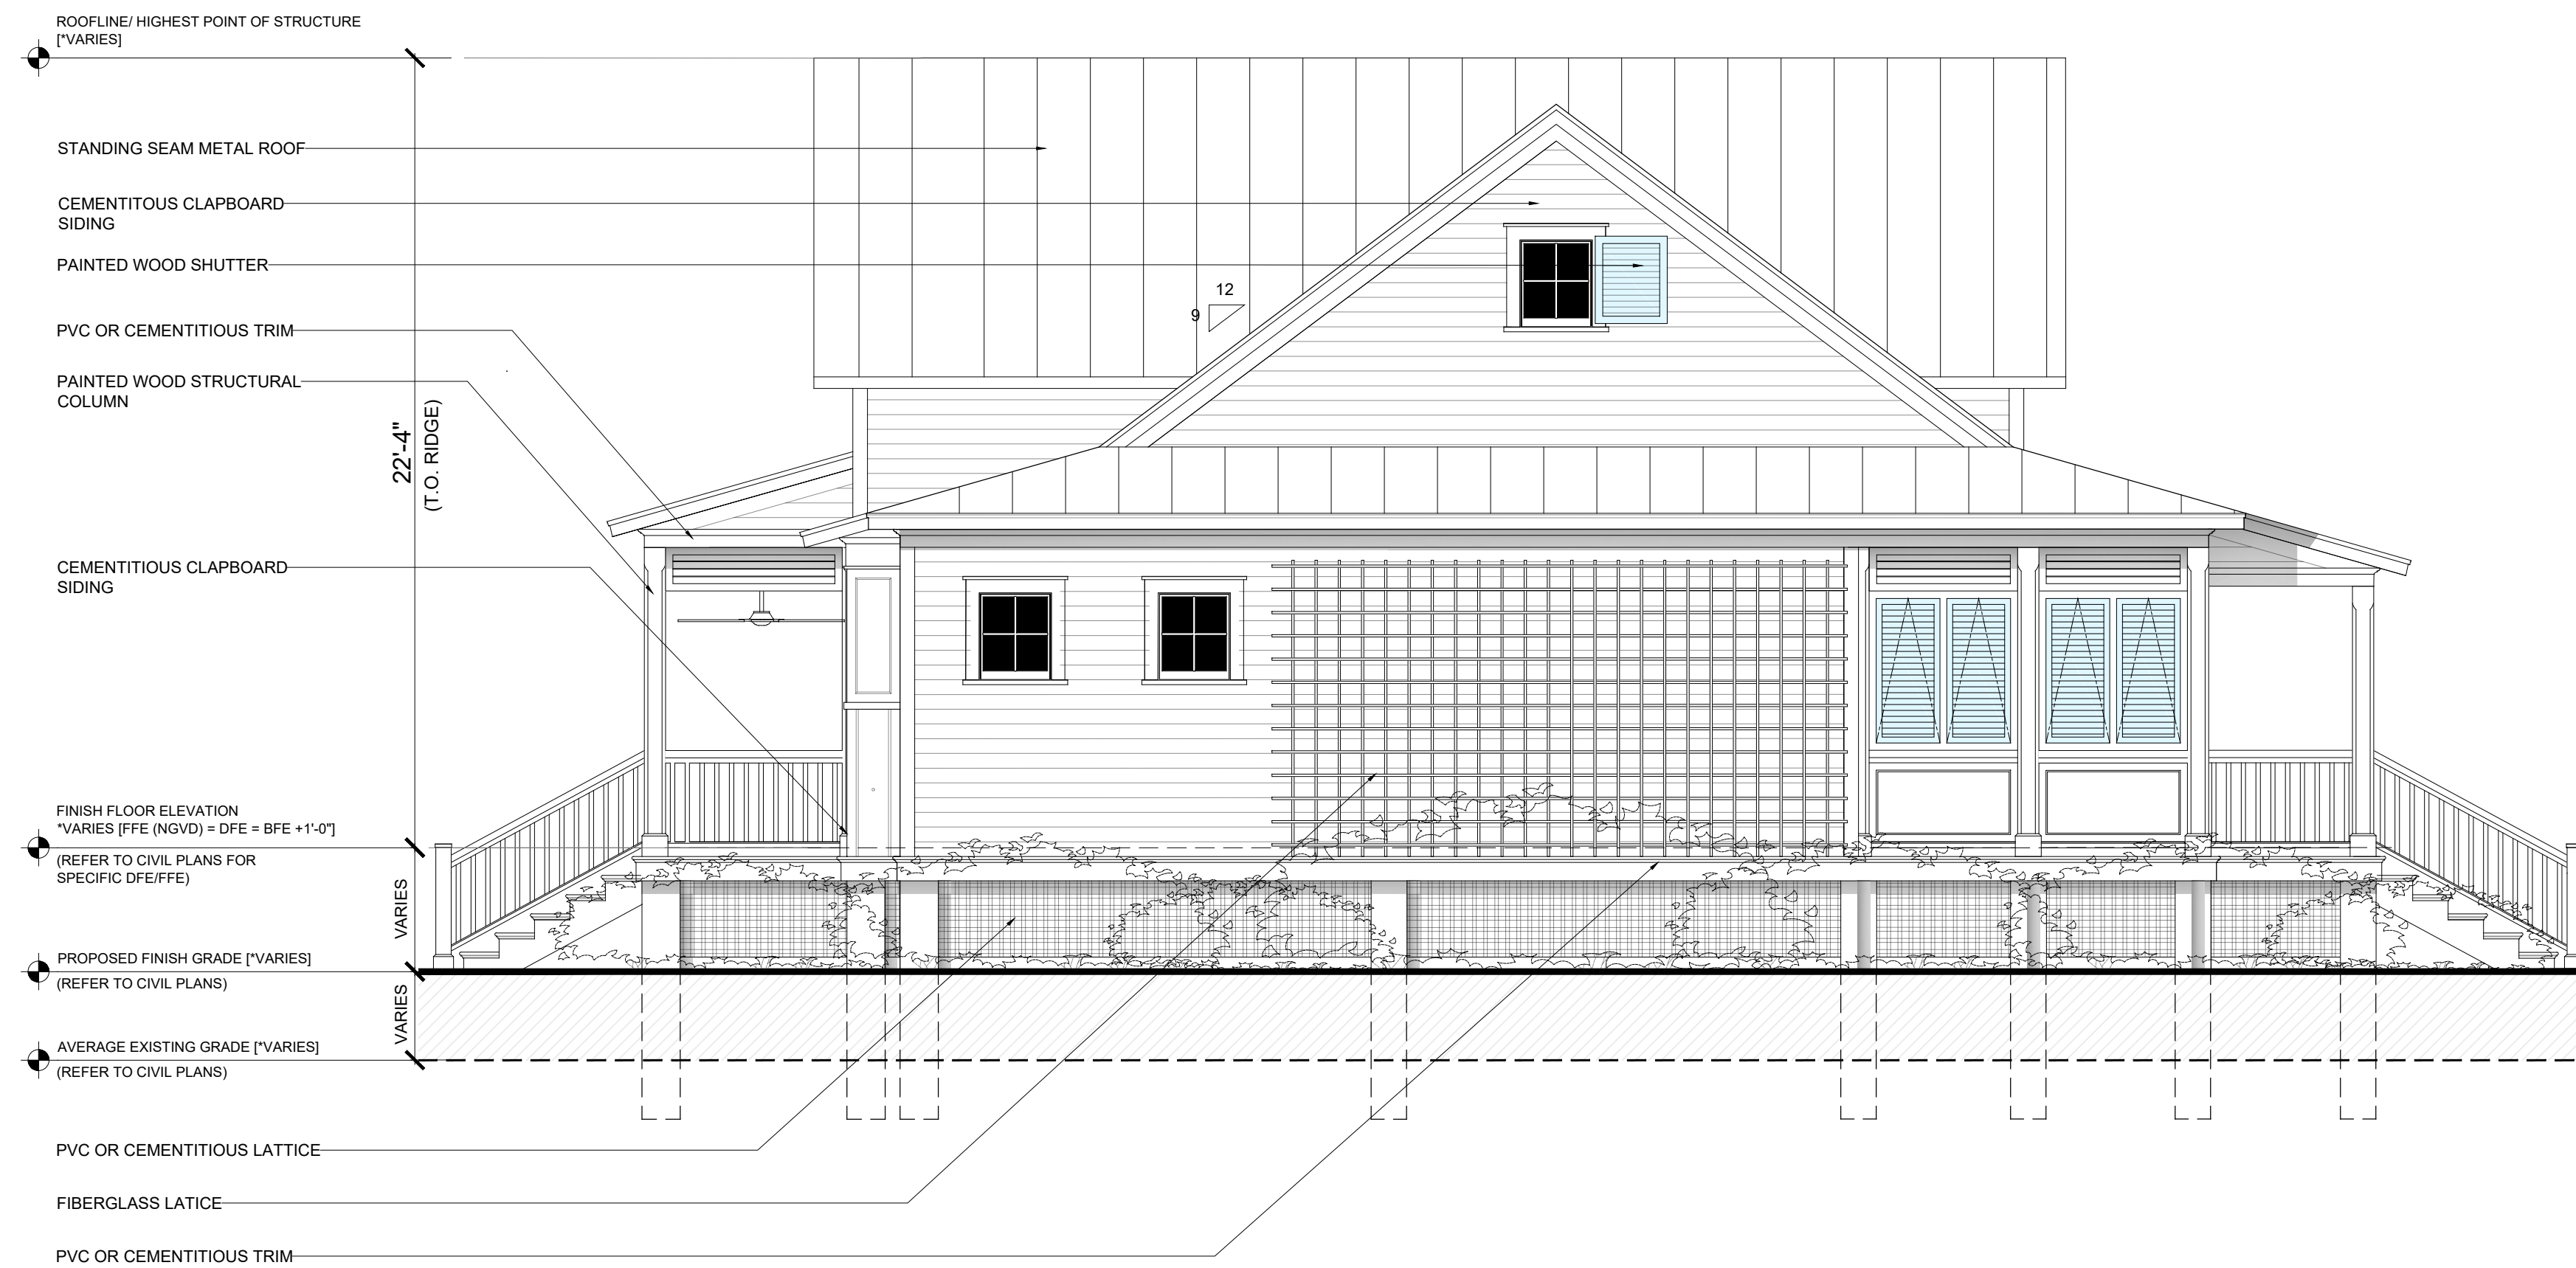 ROOFLINE/ HIGHEST POINT OF STRUCTURE
[*VARIES]
STANDING SEAM METAL ROOF
CEMENTITOUS CLAPBOARD
SIDING
PAINTED WOOD SHUTTER
12
9
PVC OR CEMENTITIOUS TRIM
PAINTED WOOD STRUCTURAL
COLUMN
22'-4"
(T.O. RIDGE)
CEMENTITIOUS CLAPBOARD
SIDING
FINISH FLOOR ELEVATION
*VARIES [FFE (NGVD) = DFE = BFE +1'-0"]
(REFER TO CIVIL PLANS FOR
SPECIFIC DFE/FFE)
VARIES
PROPOSED FINISH GRADE [*VARIES]
(REFER TO CIVIL PLANS)
VARIES
AVERAGE EXISTING GRADE [*VARIES]
(REFER TO CIVIL PLANS)
PVC OR CEMENTITIOUS LATTICE
FIBERGLASS LATICE
PVC OR CEMENTITIOUS TRIM